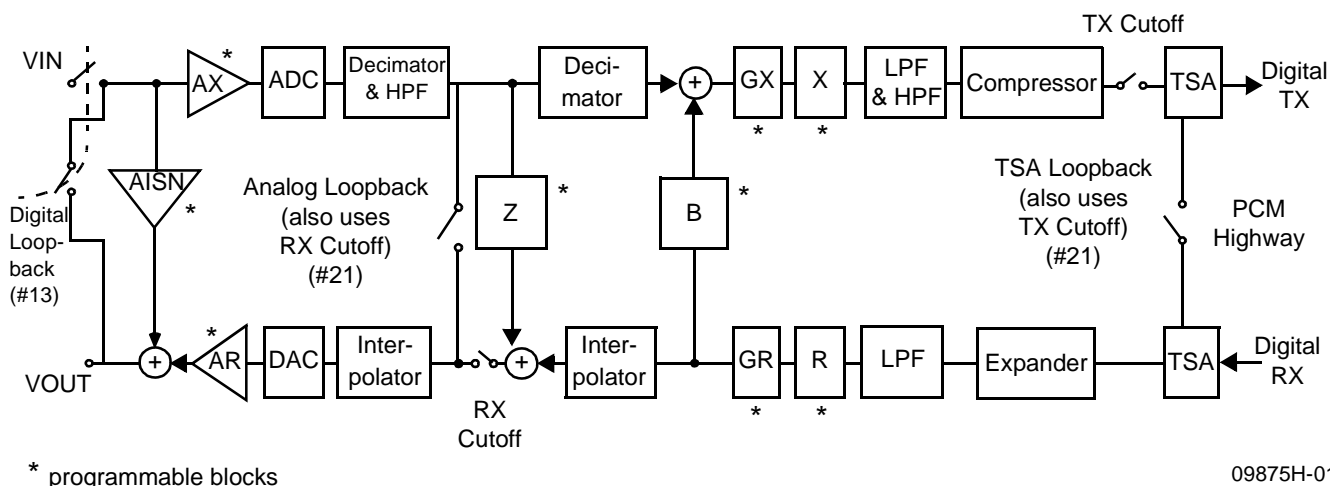 TX Cutoff
VIN
*
AX
ADC
Decimator
& HPF
Deci-
mator
+
GX
X
LPF
& HPF
Compressor
TSA
Digital
TX
*
*
AISN
*
Digital
Loop-
back
(#13)
Analog Loopback
(also uses
RX Cutoff)
(#21)
Z
*
B
*
TSA Loopback
(also uses
TX Cutoff)
(#21)
PCM
Highway
VOUT
+
*
AR
DAC
Inter-
polator
RX
Cutoff
+
Inter-
polator
GR
R
LPF
Expander
TSA
Digital
RX
*
*
* programmable blocks
09875H-01